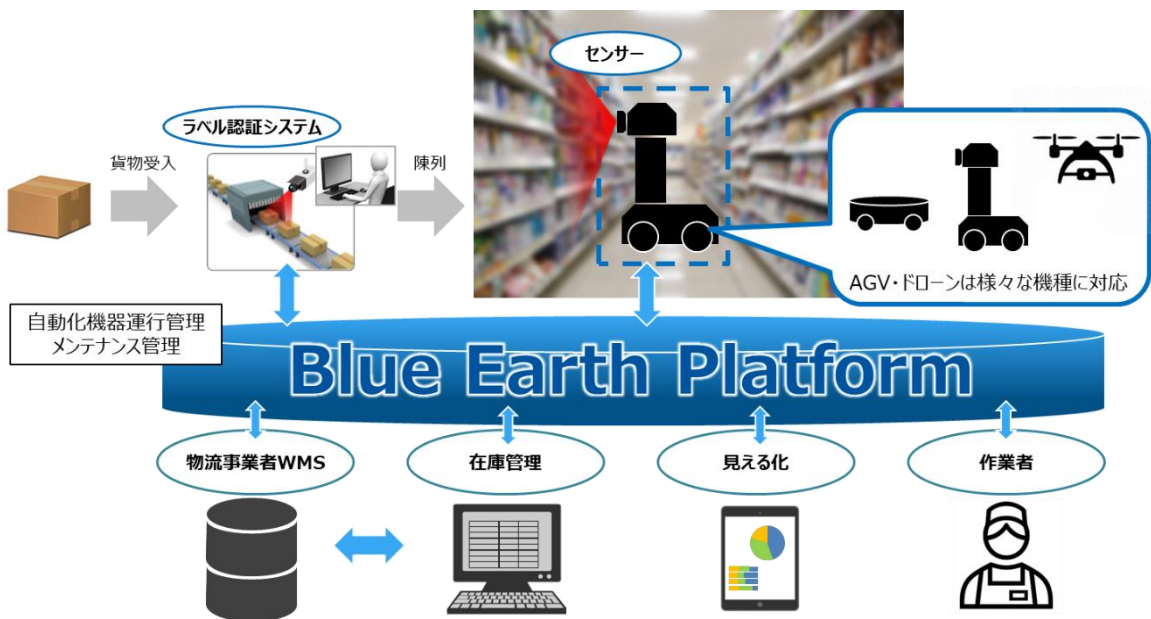 センサー
ラベル認証システム
貨物受入
陳列
AGV・ドローンは様々な機種に対応
自動化機器運行管理
メンテナンス管理
Blue Earth Platform
物流事業者WMS
在庫管理
見える化
作業者